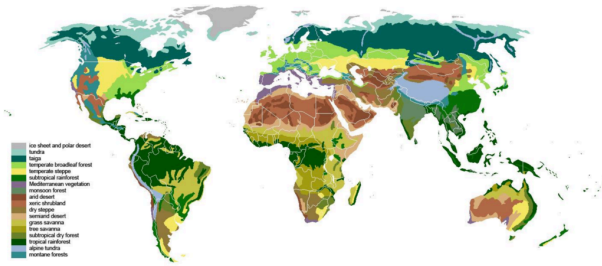 ice sheet and polar desert
tundra
taiga
temperate broadleaf forest
temperate steppe
subtropical rainforest
Mediterranean vegetation
monsoon forest
arid desert
xeric shrubland
dry steppe
semiarid desert
grass savanna
tree savanna
subtropical dry forest
tropical rainforest
alpine tundra
montane forests